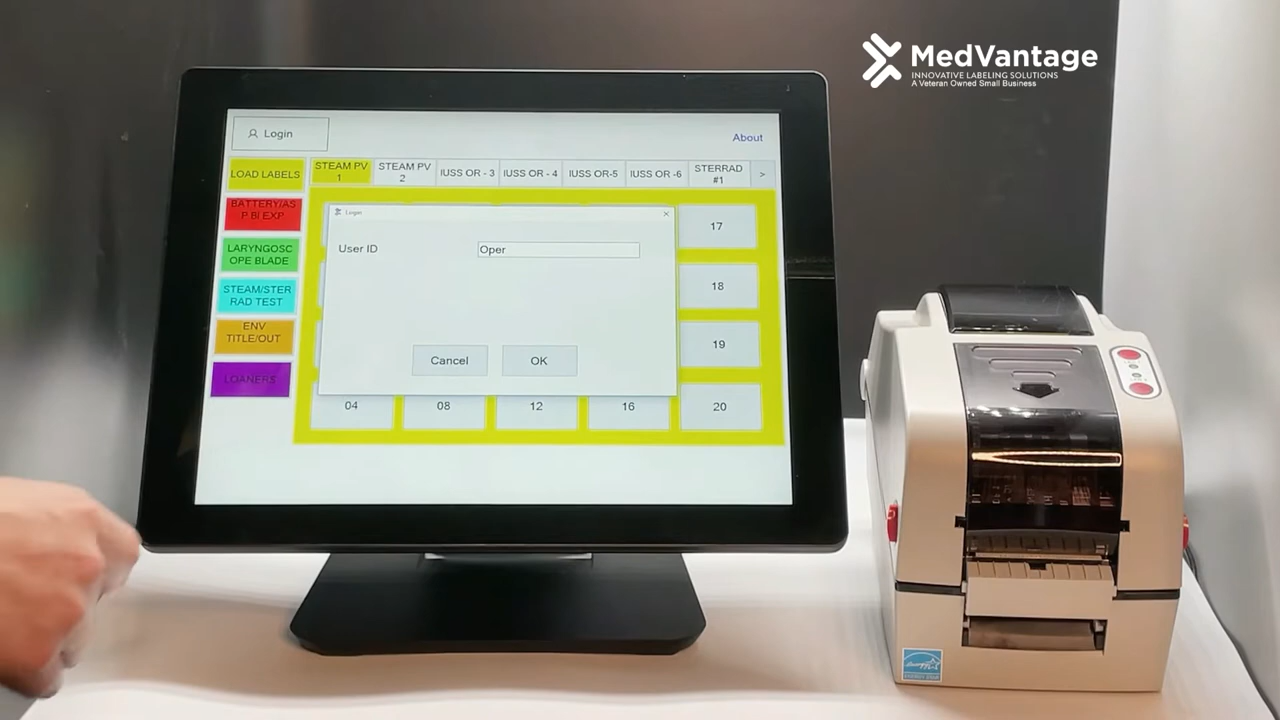 MedVantage
INNOVATIVE LABELING SOLUTIONS
A Veteran Owned Small Business
Login
About
LOAD LABELS
STEAM PV
1
STEAM PV
2
IUSS OR - 3
IUSS OR - 4
IUSS OR-5
IUSS OR -6
STERRAD
#1
>
BATTERY/AS
P BI EXP
LARYNGOSC
OPE BLADE
STEAM/STER
RAD TEST
ENV
TITLE/OUT
LOANERS
Login
User ID
Oper
Cancel
OK
17
18
19
04
08
12
16
20